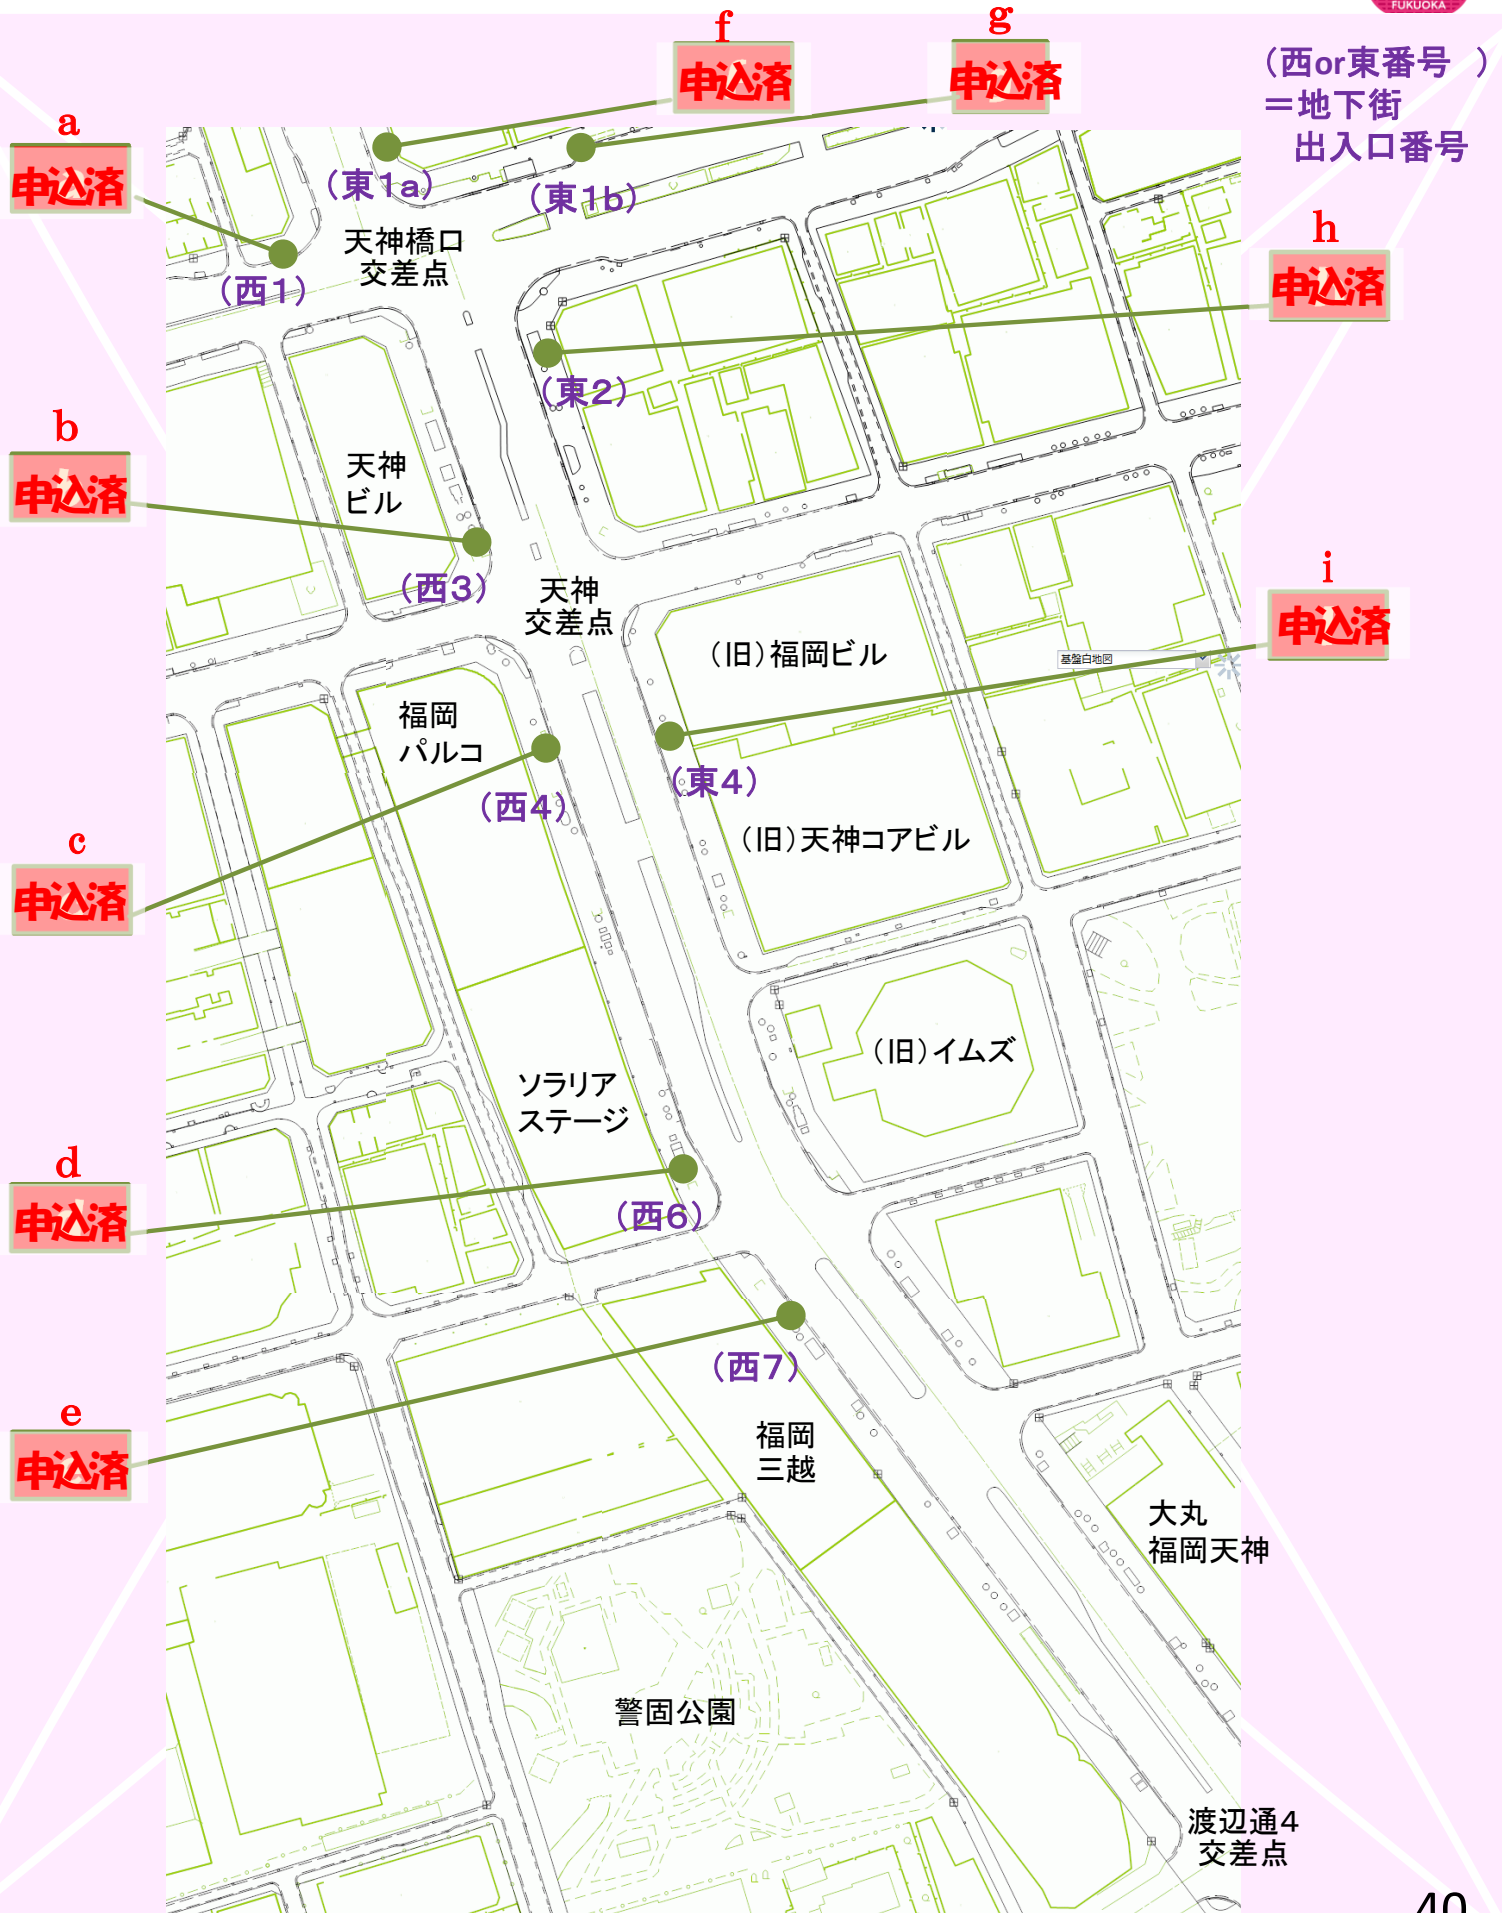 FUKUOKA
f
申込済
g
申込済
（西or東番号　）
＝地下街
出入口番号
a
申込済
（東1a）
（東1b）
天神橋口
交差点
（西1）
h
申込済
（東2）
b
申込済
天神
ビル
（西3）
天神
交差点
i
申込済
（旧）福岡ビル
基盤白地図
福岡
パルコ
（西4）
（東4）
（旧）天神コアビル
c
申込済
（旧）イムズ
ソラリア
ステージ
d
申込済
（西6）
（西7）
e
申込済
福岡
三越
大丸
福岡天神
警固公園
渡辺通4
交差点
40